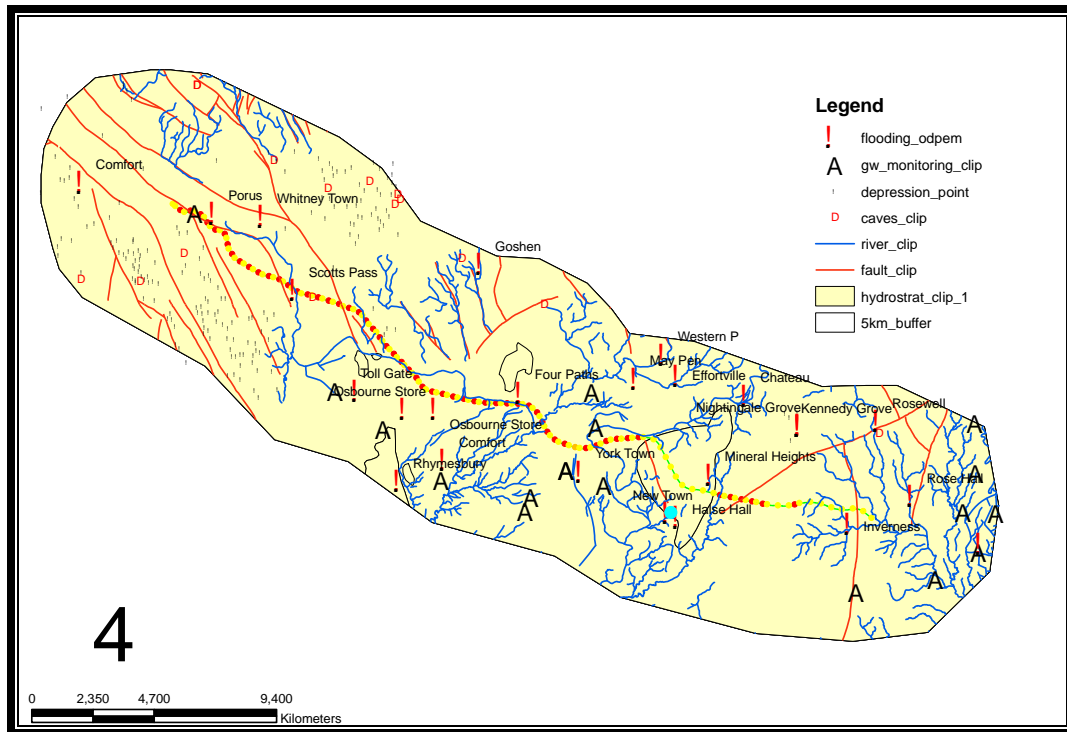 Legend
! flooding_odpem
A gw_monitoring_clip
depression_point
D caves_clip
river_clip
fault_clip
hydrostrat_clip_1
5km_buffer
Comfort
Porus
Whitney Town
Goshen
Scotts Pass
Western P
May Pen
Toll Gate
Four Paths
Effortville
Chateau
Osbourne Store
Nightingale Grove
Kennedy Grove
Rosewell
Osbourne Store
Comfort
York Town
Mineral Heights
Rhymesbury
Rose Hall
New Town
Halse Hall
Inverness
4
0 2,350 4,700 9,400
Kilometers